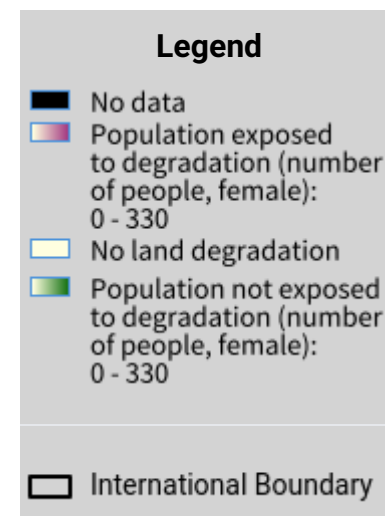 Legend
No data
Population exposed
to degradation (number
of people, female):
0 - 330
No land degradation
Population not exposed
to degradation (number
of people, female):
0 - 330
International Boundary